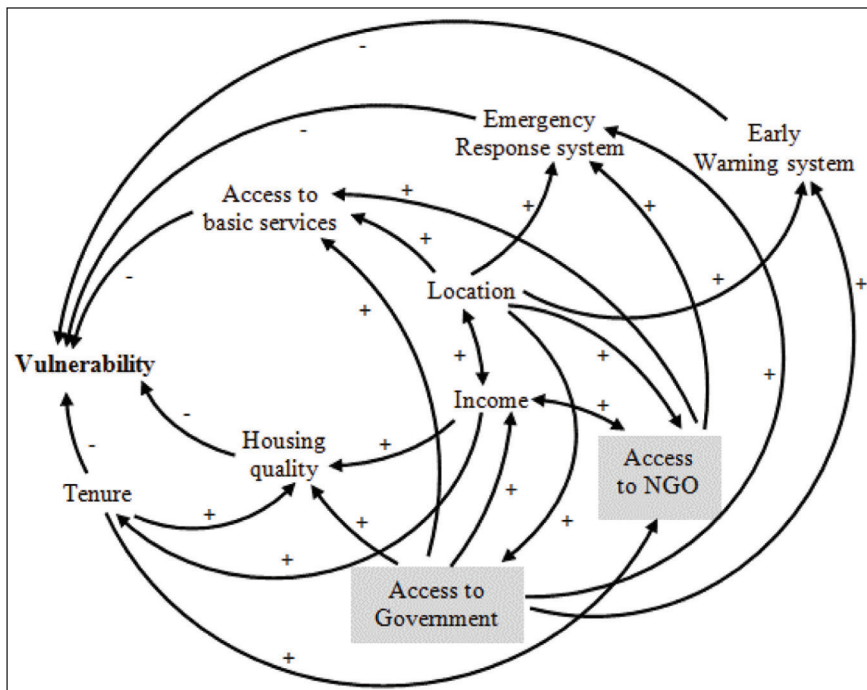 -
Emergency
Response system
Early
Warning system
-
Access to
basic services
+
+
+
+
-
Location
+
+
+
Vulnerability
+
+
+
-
Income
+
-
Housing
quality
+
Access
to NGO
Tenure
+
+
+
+
+
Access to
Government
+